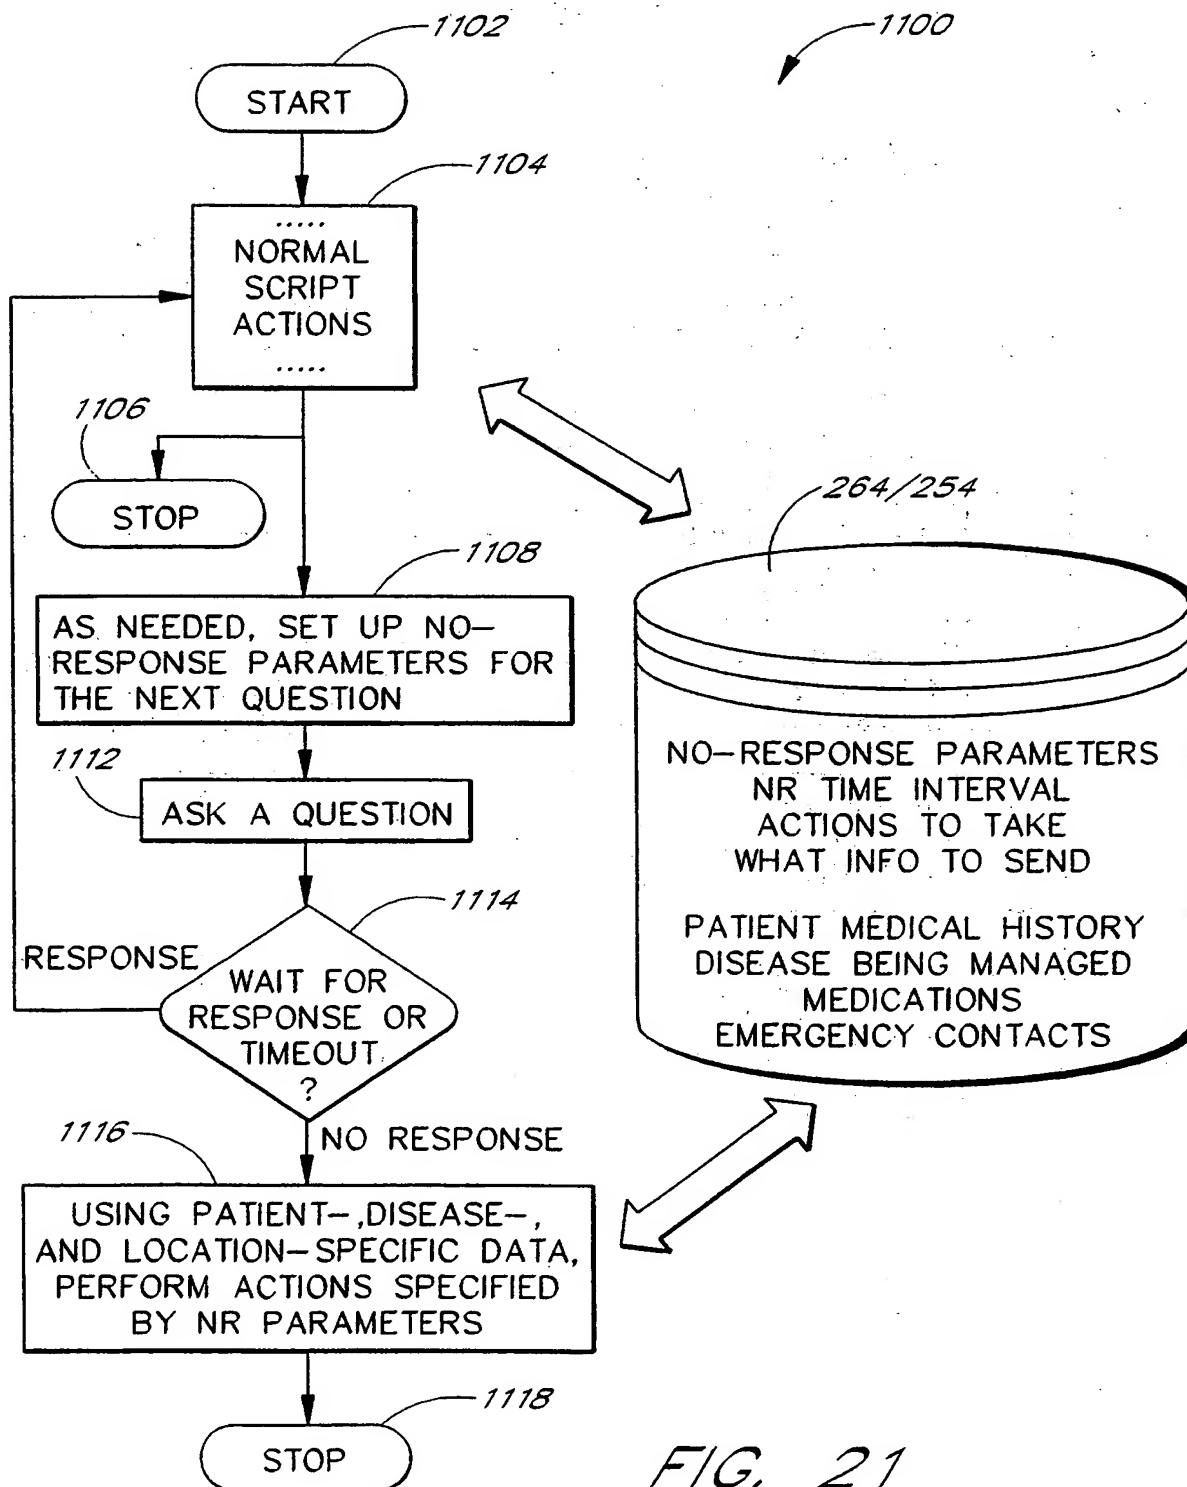 1102
1100
START
1104
.....
NORMAL
SCRIPT
ACTIONS
.....
1106
STOP
264/254
1108
AS NEEDED, SET UP NO-
RESPONSE PARAMETERS FOR
THE NEXT QUESTION
1112
ASK A QUESTION
NO-RESPONSE PARAMETERS
NR TIME INTERVAL
ACTIONS TO TAKE
WHAT INFO TO SEND
PATIENT MEDICAL HISTORY
DISEASE BEING MANAGED
MEDICATIONS
EMERGENCY CONTACTS
1114
RESPONSE
WAIT FOR
RESPONSE OR
TIMEOUT
?
1116
NO RESPONSE
USING PATIENT-,DISEASE-,
AND LOCATION-SPECIFIC DATA,
PERFORM ACTIONS SPECIFIED
BY NR PARAMETERS
1118
STOP
FIG. 21